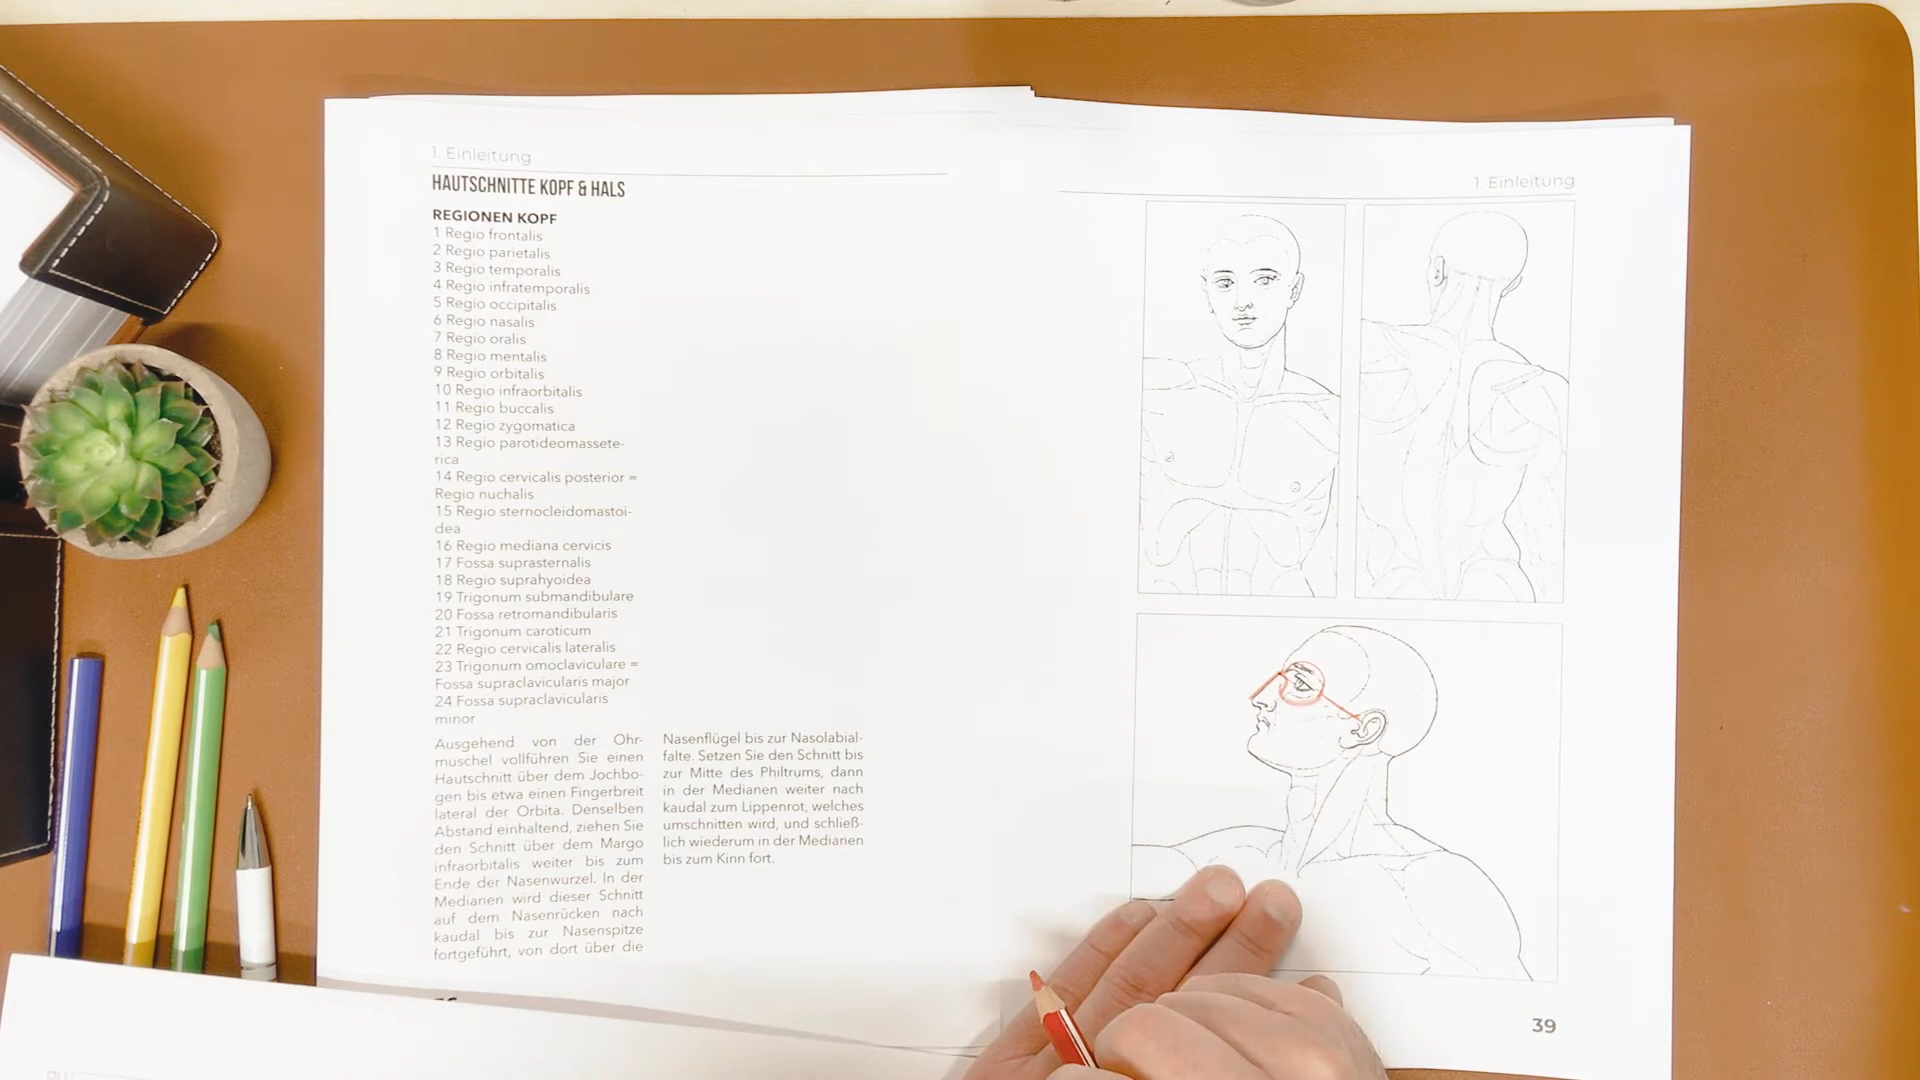 1. Einleitung
HAUTSCHNITTE KOPF & HALS
REGIONEN KOPF
1 Regio frontalis
2 Regio parietalis
3 Regio temporalis
4 Regio infratemporalis
5 Regio occipitalis
6 Regio nasalis
7 Regio oralis
8 Regio mentalis
9 Regio orbitalis
10 Regio infraorbitalis
11 Regio buccalis
12 Regio zygomatica
13 Regio parotideomassete-
rica
14 Regio cervicalis posterior =
Regio nuchalis
15 Regio sternocleidomastoi-
dea
16 Regio mediana cervicis
17 Fossa suprasternalis
18 Regio suprahyoidea
19 Trigonum submandibulare
20 Fossa retromandibularis
21 Trigonum caroticum
22 Regio cervicalis lateralis
23 Trigonum omoclaviculare =
Fossa supraclavicularis major
24 Fossa supraclavicularis
minor
Ausgehend von der Ohr-
muschel vollführen Sie einen
Hautschnitt über dem Jochbo-
gen bis etwa einen Fingerbreit
lateral der Orbita. Denselben
Abstand einhaltend, ziehen Sie
den Schnitt über dem Margo
infraorbitalis weiter bis zum
Ende der Nasenwurzel. In der
Medianen wird dieser Schnitt
auf dem Nasenrücken nach
kaudal bis zur Nasenspitze
fortgeführt, von dort über die
Nasenflügel bis zur Nasolabial-
falte. Setzen Sie den Schnitt bis
zur Mitte des Philtrums, dann
in der Medianen weiter nach
kaudal zum Lippenrot, welches
umschnitten wird, und schließ-
lich wiederum in der Medianen
bis zum Kinn fort.
1. Einleitung
39